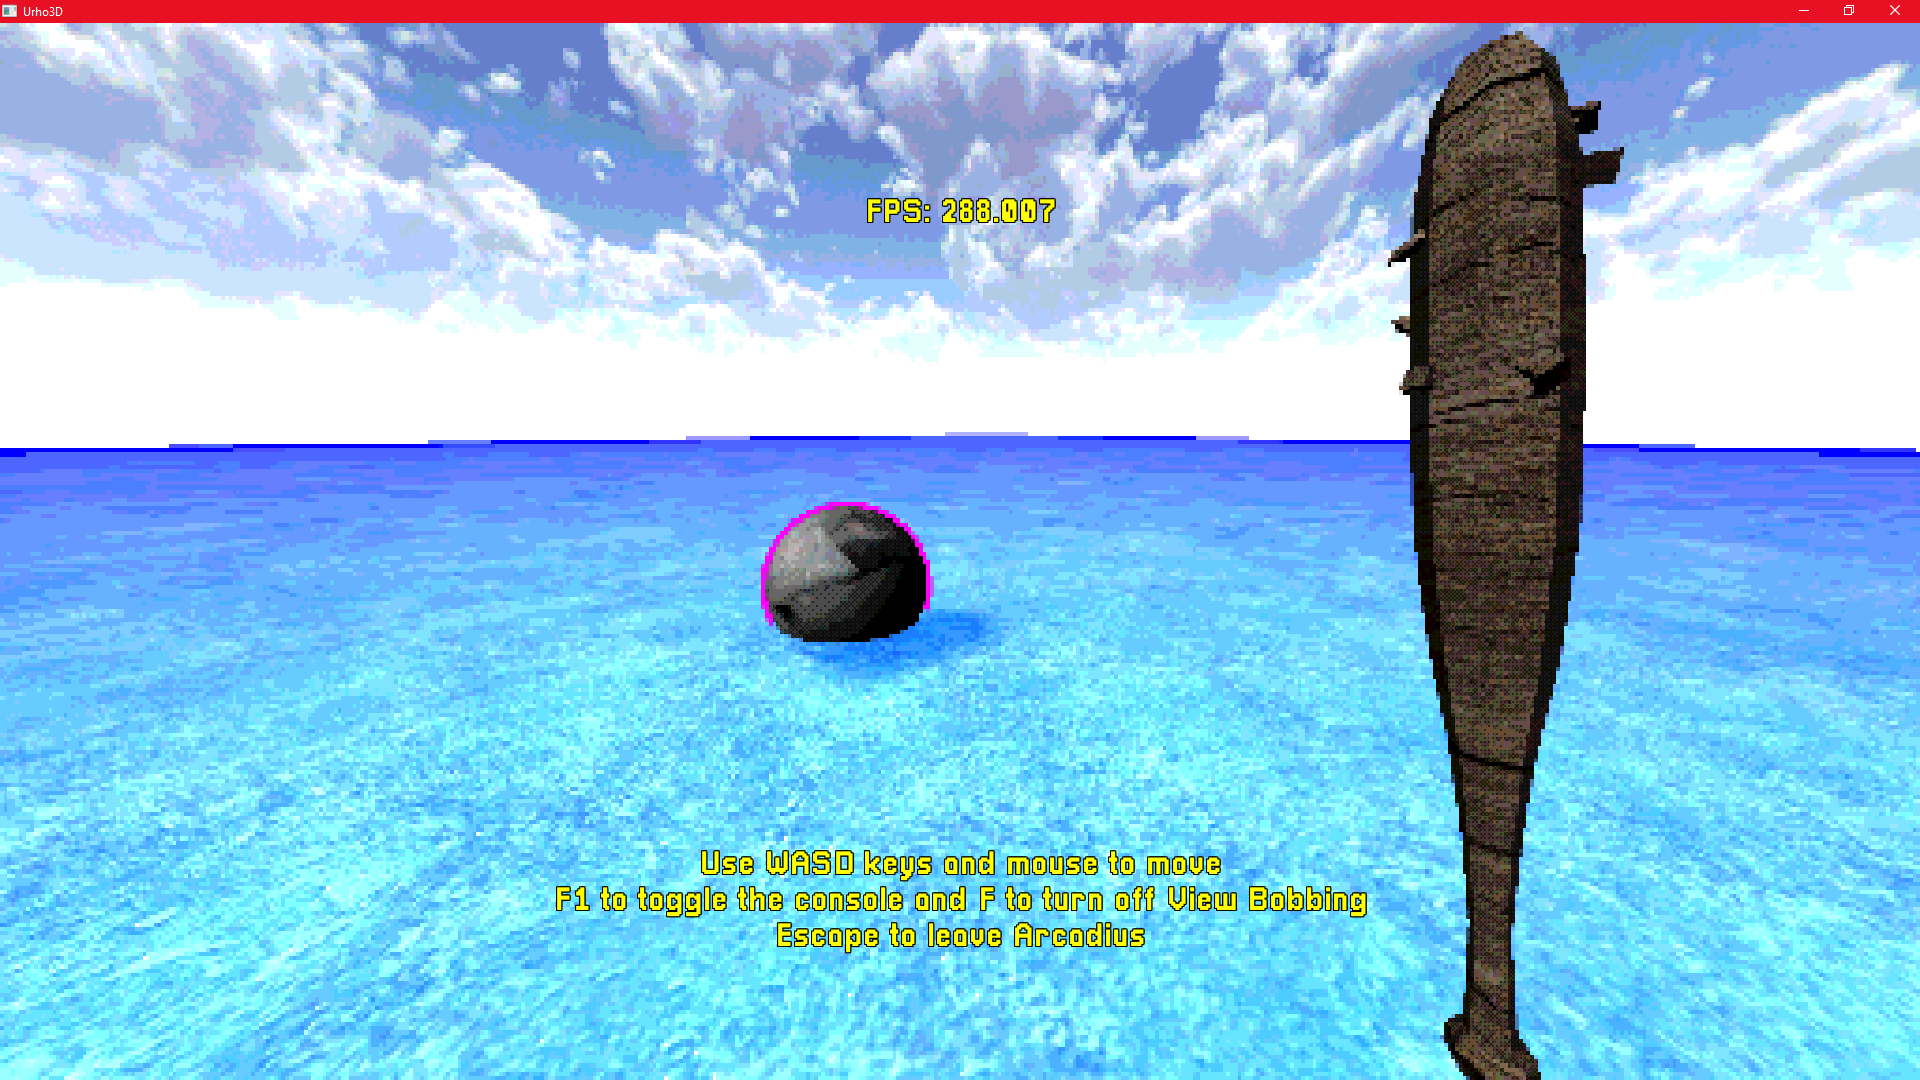 Urho3D
FPS: 288.007
Use WASD keys and mouse to move
F1 to toggle the console and F to turn off View Bobbing
Escape to leave Arcadius